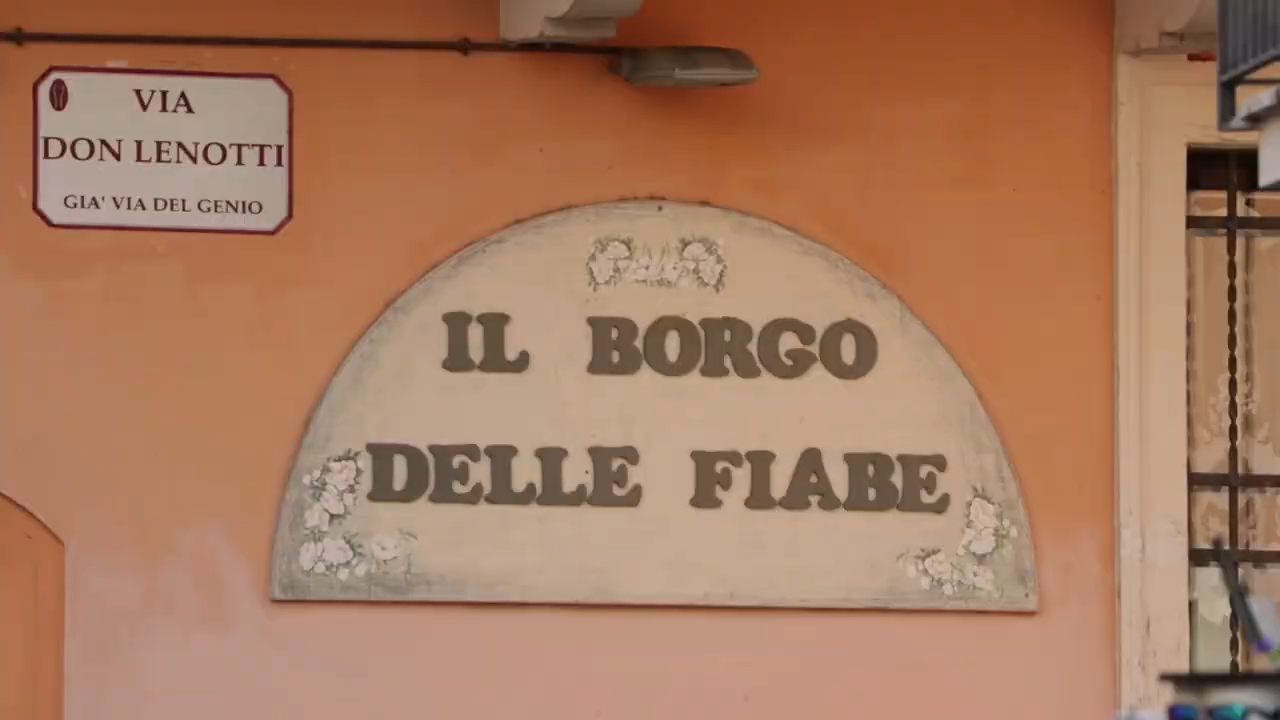 VIA
DON LENOTTI
GIA' VIA DEL GENIO
IL BORGO
DELLE FIABE